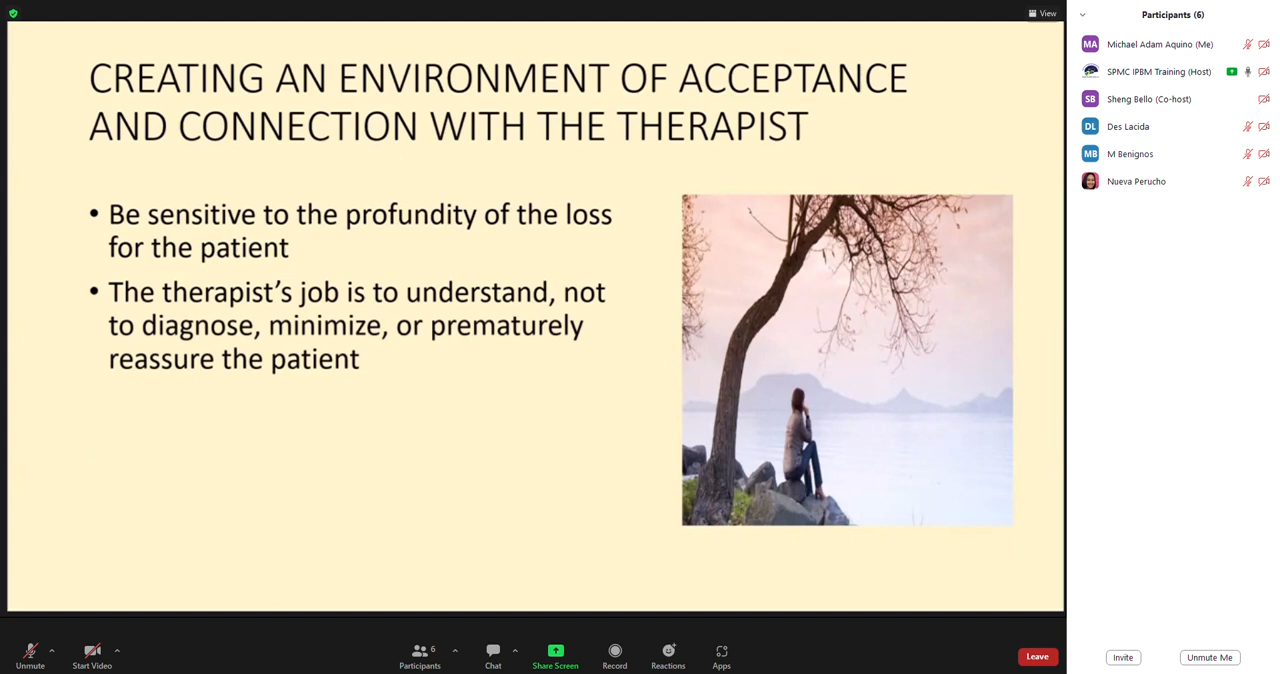 View
CREATING AN ENVIRONMENT OF ACCEPTANCE
AND CONNECTION WITH THE THERAPIST
• Be sensitive to the profundity of the loss
for the patient
• The therapist's job is to understand, not
to diagnose, minimize, or prematurely
reassure the patient
Participants (6)
MA Michael Adam Aquino (Me)
SPMC IPBM Training (Host)
SB Sheng Bello (Co-host)
DL Des Lacida
MB M Benignos
Nueva Perucho
Unmute
Start Video
Participants 6
Chat
Share Screen
Record
Reactions
Apps
Leave
Invite
Unmute Me